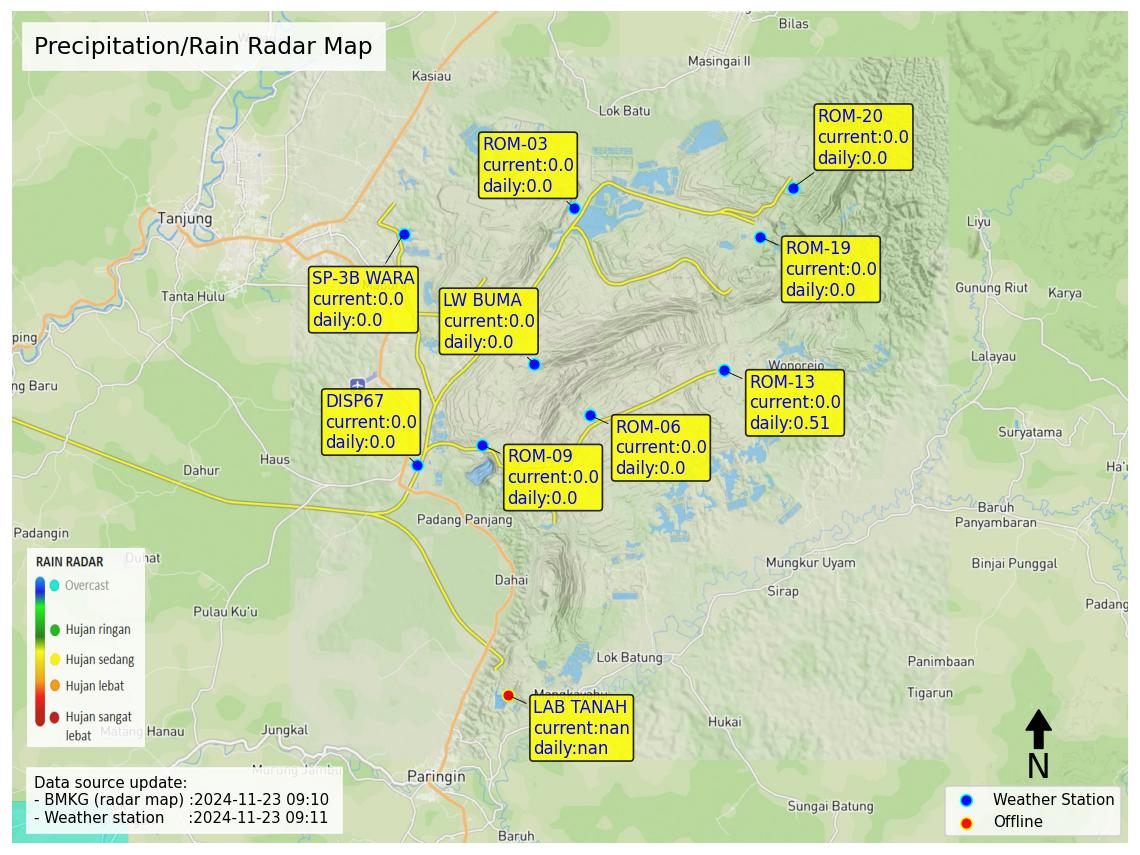 Precipitation/Rain Radar Map
Bilas
Masingai II
Kasiau
Lok Batu
ROM-20
current:0.0
daily:0.0
ROM-03
current:0.0
daily:0.0
Tanjung
Liyu
ROM-19
current:0.0
daily:0.0
SP-3B WARA
current:0.0
daily:0.0
LW BUMA
current:0.0
daily:0.0
Tanta Hulu
Gunung Riut
Karya
ping
Lalayau
Wonorejo
ng Baru
ROM-13
current:0.0
daily:0.51
DISP67
current:0.0
daily:0.0
ROM-06
current:0.0
daily:0.0
Suryatama
ROM-09
current:0.0
daily:0.0
Haus
Dahur
Ha'u
Padang Panjang
Baruh
Panyambaran
Padangin
Duhat
Mungkur Uyam
Binjai Punggal
RAIN RADAR
Overcast
Hujan ringan
Hujan sedang
Hujan lebat
Hujan sangat
lebat
Dahai
Sirap
Pulau Ku'u
Padang
Lok Batung
Panimbaan
Tigarun
Mangkayahu
LAB TANAH
current:nan
daily:nan
Matang Hanau
Jungkal
Hukai
Murung Jambu
Paringin
N
Data source update:
- BMKG (radar map) :2024-11-23 09:10
- Weather station :2024-11-23 09:11
Sungai Batung
Baruh
Weather Station
Offline